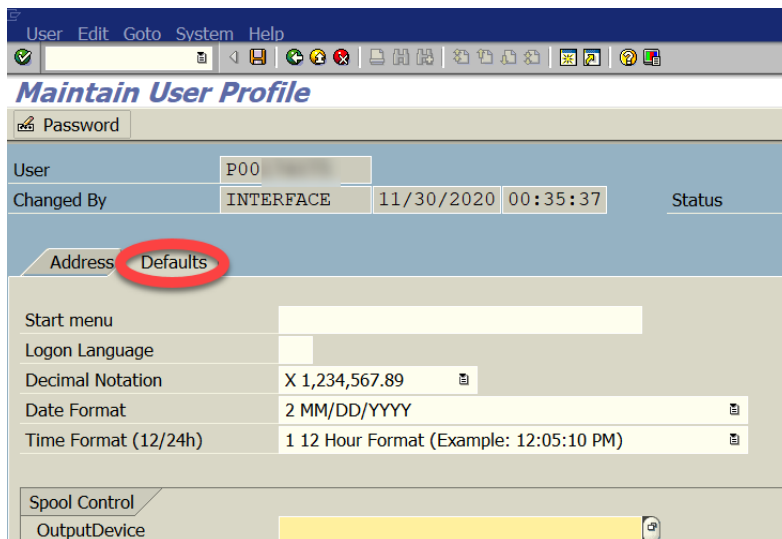 User Edit Goto System Help
Maintain User Profile
Password
User P00
Changed By INTERFACE 11/30/2020 00:35:37 Status
Address Defaults
Start menu
Logon Language
Decimal Notation X 1,234,567.89
Date Format 2 MM/DD/YYYY
Time Format (12/24h) 1 12 Hour Format (Example: 12:05:10 PM)
Spool Control
OutputDevice